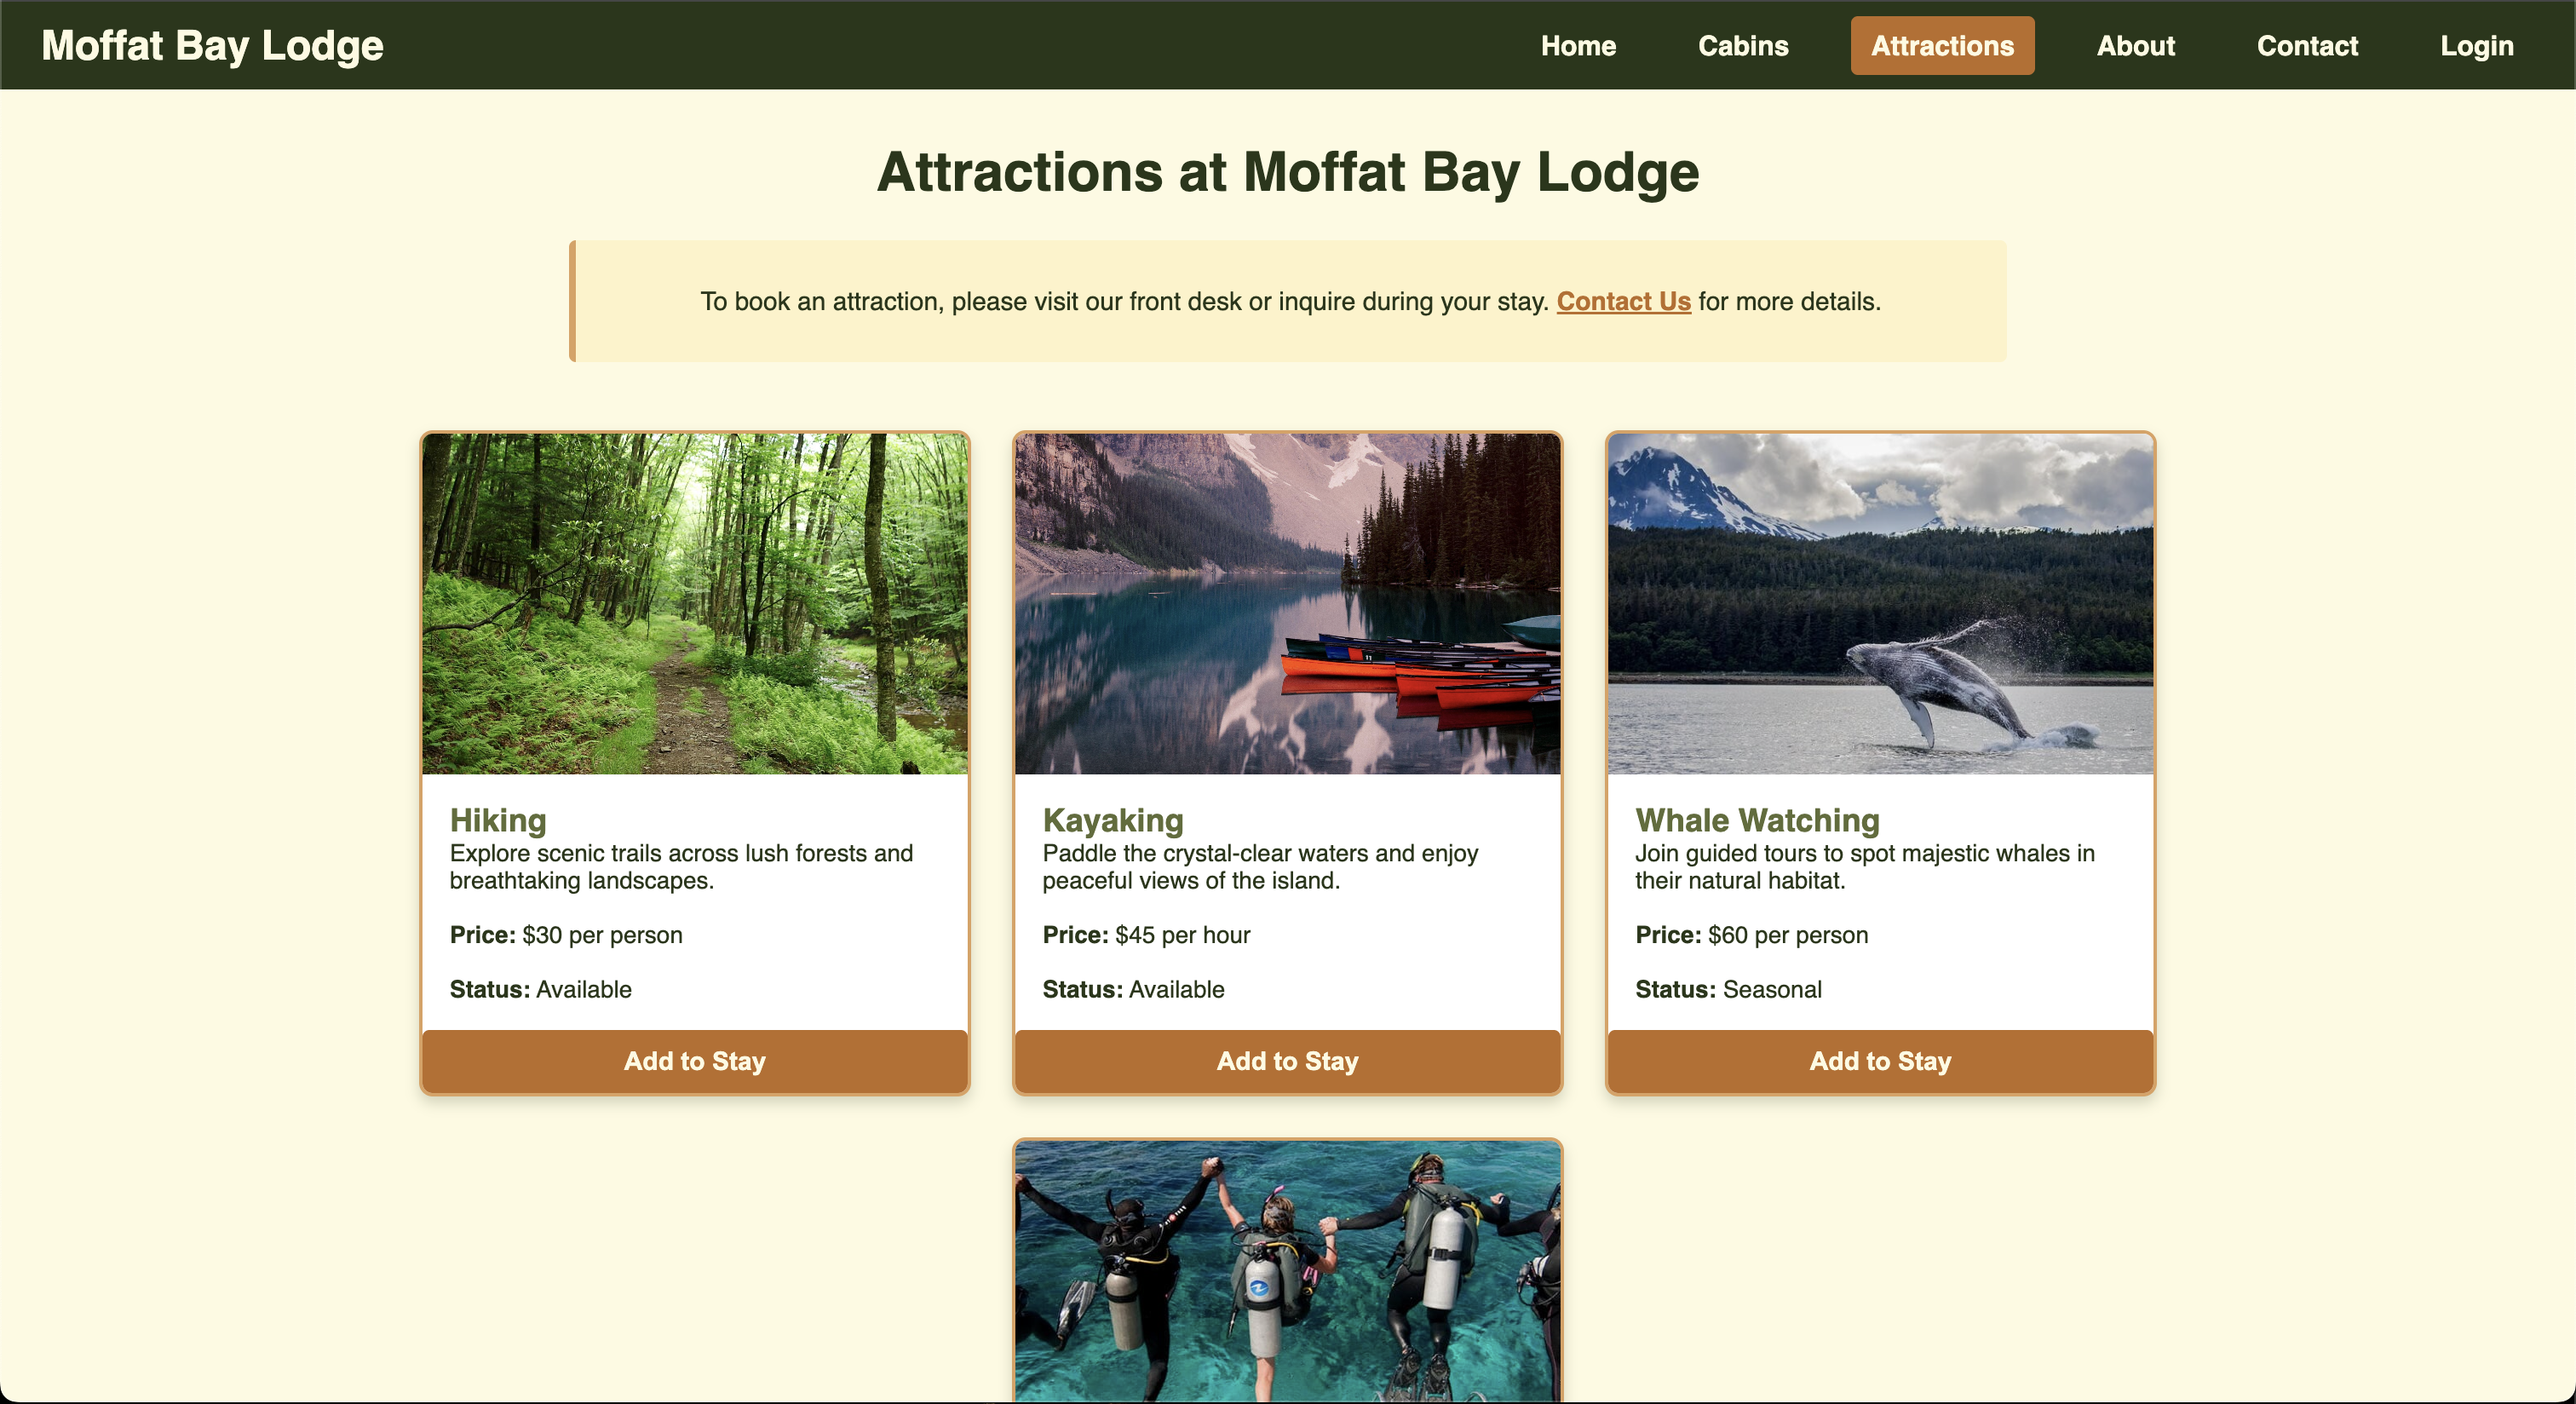 Moffat Bay Lodge
Home Cabins Attractions About Contact Login
Attractions at Moffat Bay Lodge
To book an attraction, please visit our front desk or inquire during your stay. Contact Us for more details.
Hiking
Explore scenic trails across lush forests and
breathtaking landscapes.
Price: $30 per person
Status: Available
Add to Stay
Kayaking
Paddle the crystal-clear waters and enjoy
peaceful views of the island.
Price: $45 per hour
Status: Available
Add to Stay
Whale Watching
Join guided tours to spot majestic whales in
their natural habitat.
Price: $60 per person
Status: Seasonal
Add to Stay